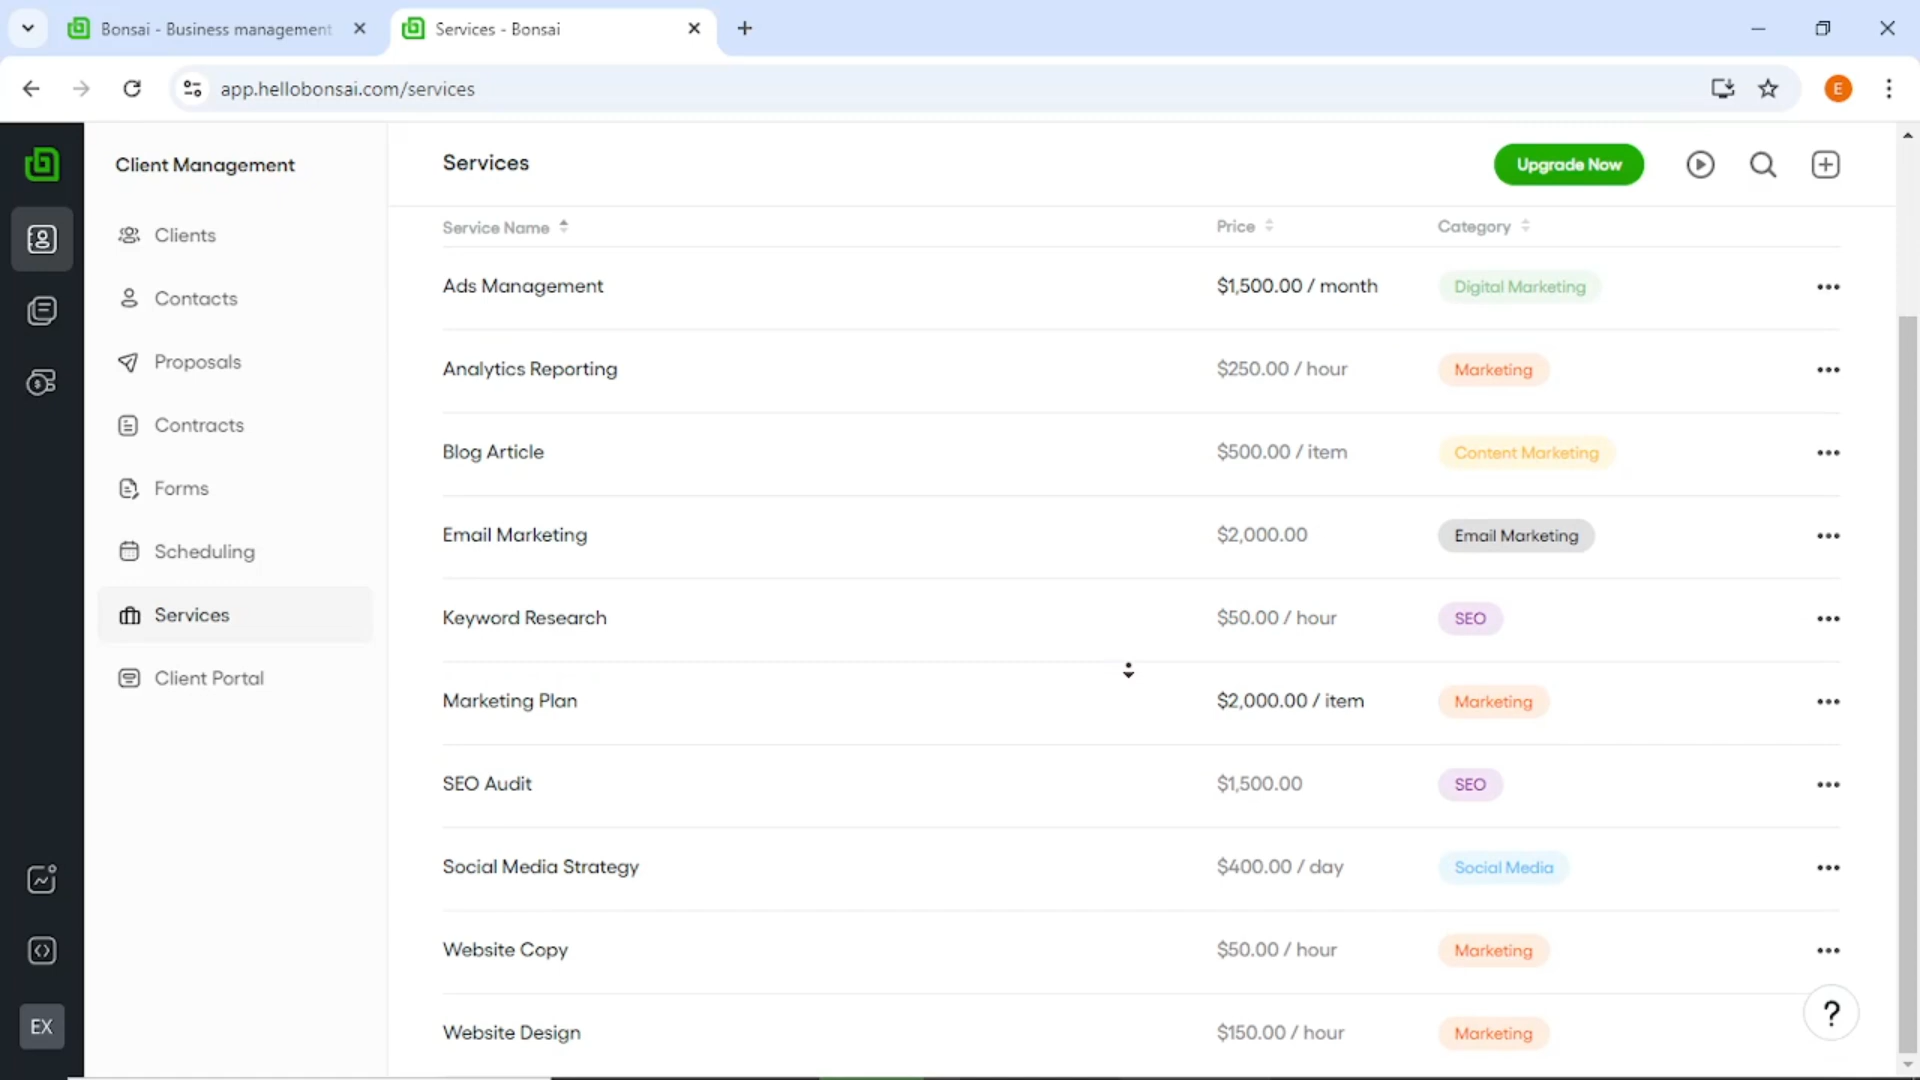 Bonsai - Business management
Services - Bonsai
app.hellobonsai.com/services
E
Client Management
Services
Upgrade Now
Clients
Contacts
Proposals
Contracts
Forms
Scheduling
Services
Client Portal
EX
Service Name Price Category
Ads Management $1,500.00 / month Digital Marketing
Analytics Reporting $250.00 / hour Marketing
Blog Article $500.00 / item Content Marketing
Email Marketing $2,000.00 Email Marketing
Keyword Research $50.00 / hour SEO
Marketing Plan $2,000.00 / item Marketing
SEO Audit $1,500.00 SEO
Social Media Strategy $400.00 / day Social Media
Website Copy $50.00 / hour Marketing
Website Design $150.00 / hour Marketing
?